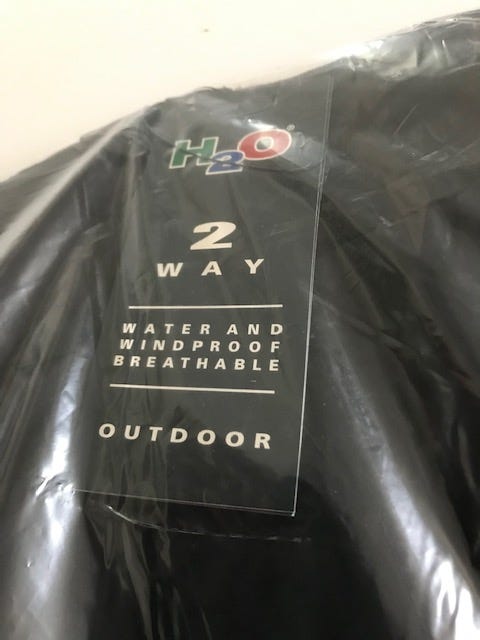 H2O®
2
WAY
WATER AND
WINDPROOF
BREATHABLE
OUTDOOR